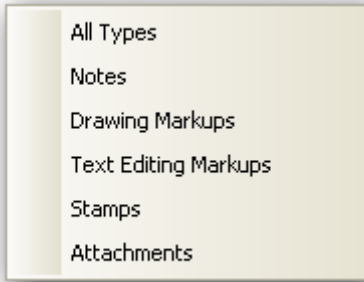 All Types
Notes
Drawing Markups
Text Editing Markups
Stamps
Attachments